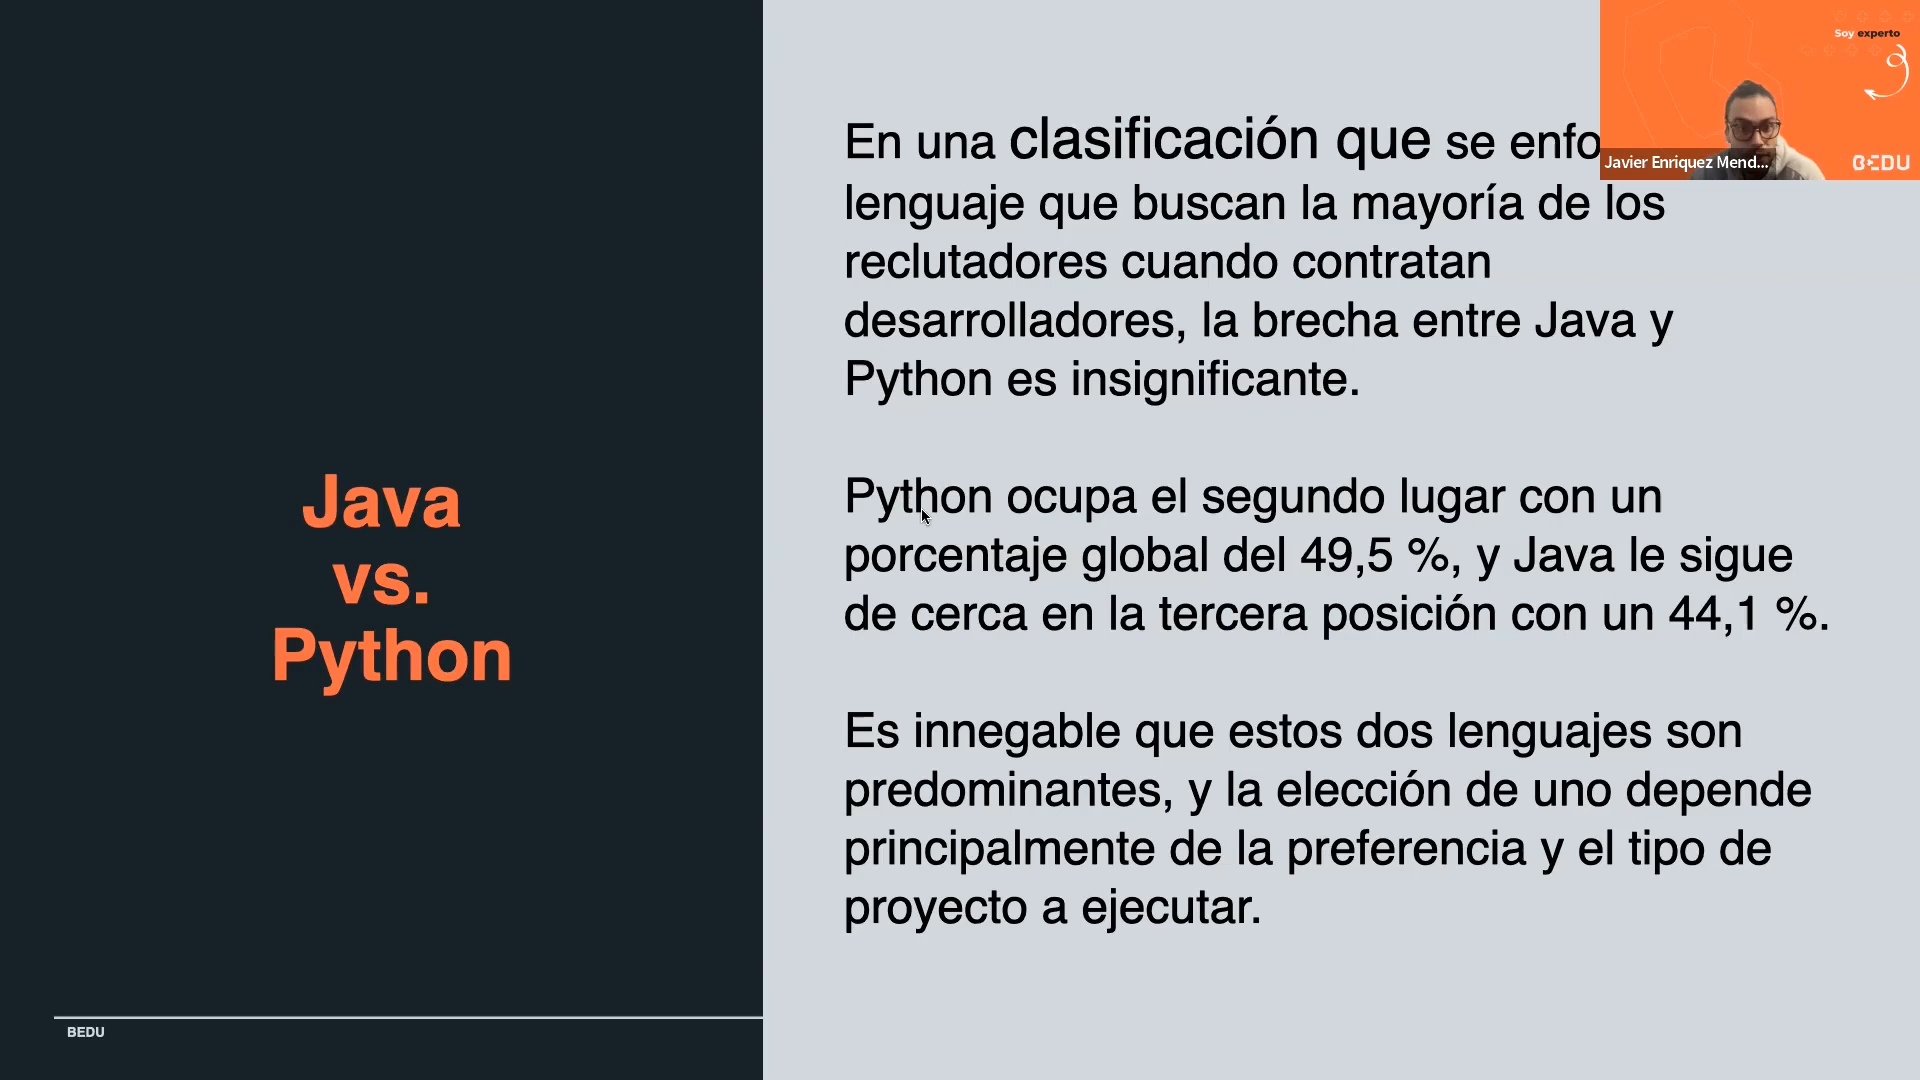 Java
vs.
Python
BEDU
En una clasificación que se enfo
lenguaje que buscan la mayoría de los
reclutadores cuando contratan
desarrolladores, la brecha entre Java y
Python es insignificante.
Python ocupa el segundo lugar con un
porcentaje global del 49,5 %, y Java le sigue
de cerca en la tercera posición con un 44,1 %.
Es innegable que estos dos lenguajes son
predominantes, y la elección de uno depende
principalmente de la preferencia y el tipo de
proyecto a ejecutar.
Soy experto
Javier Enriquez Mend...
BEDU